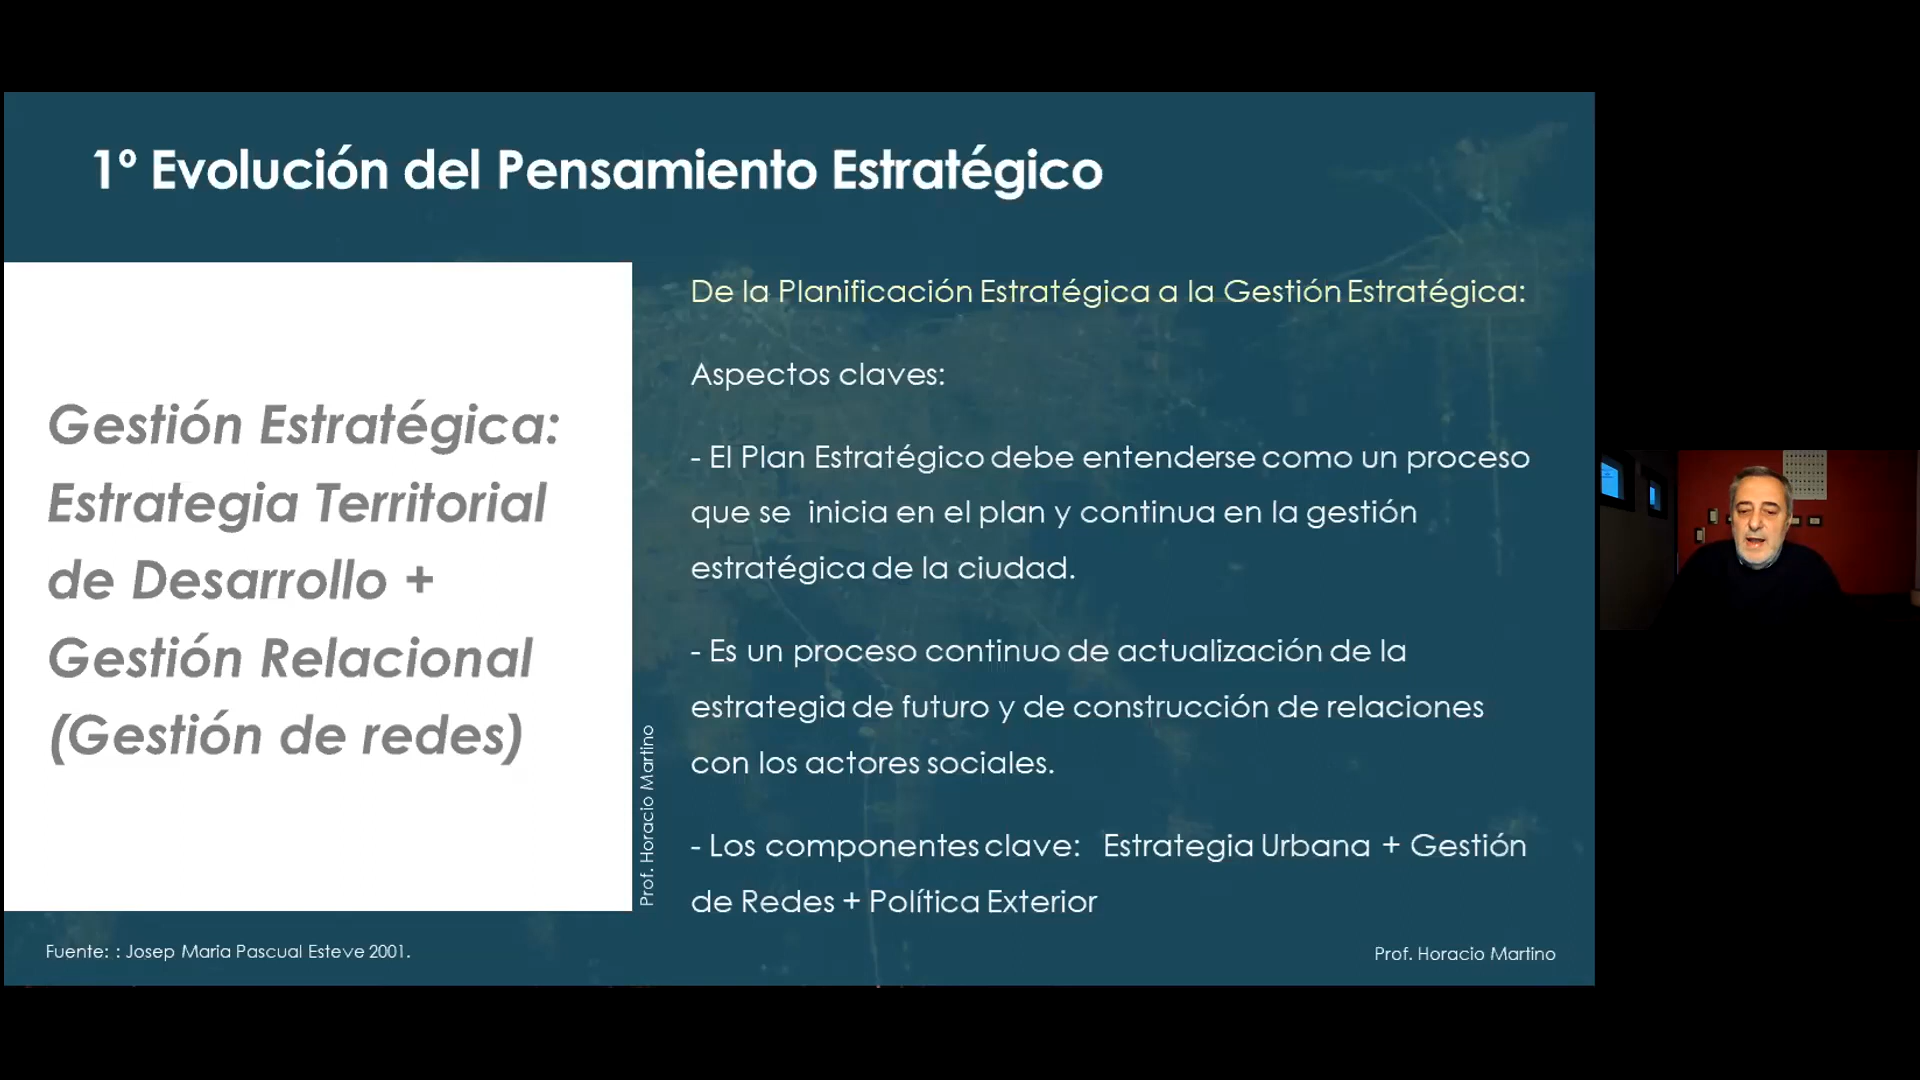 1º Evolución del Pensamiento Estratégico
Gestión Estratégica:
Estrategia Territorial
de Desarrollo +
Gestión Relacional
(Gestión de redes)
Prof. Horacio Martino
De la Planificación Estratégica a la Gestión Estratégica:
Aspectos claves:
- El Plan Estratégico debe entenderse como un proceso
que se inicia en el plan y continua en la gestión
estratégica de la ciudad.
- Es un proceso continuo de actualización de la
estrategia de futuro y de construcción de relaciones
con los actores sociales.
- Los componentes clave: Estrategia Urbana + Gestión
de Redes + Política Exterior
Fuente: : Josep Maria Pascual Esteve 2001.
Prof. Horacio Martino